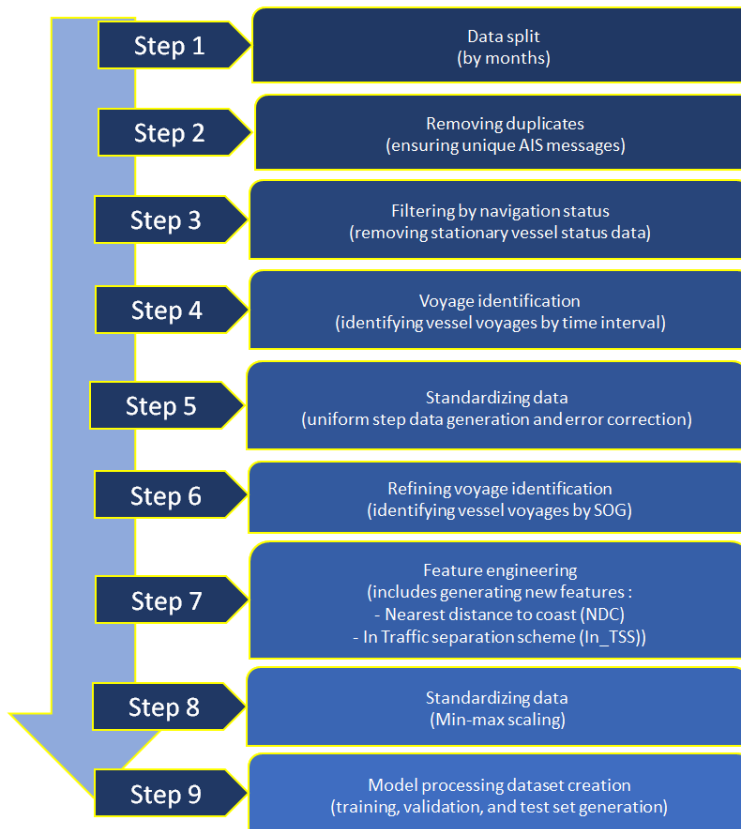 Step 1
Data split
(by months)
Step 2
Removing duplicates
(ensuring unique AIS messages)
Step 3
Filtering by navigation status
(removing stationary vessel status data)
Step 4
Voyage identification
(identifying vessel voyages by time interval)
Step 5
Standardizing data
(uniform step data generation and error correction)
Step 6
Refining voyage identification
(identifying vessel voyages by SOG)
Step 7
Feature engineering
(includes generating new features :
- Nearest distance to coast (NDC)
- In Traffic separation scheme (In_TSS))
Step 8
Standardizing data
(Min-max scaling)
Step 9
Model processing dataset creation
(training, validation, and test set generation)